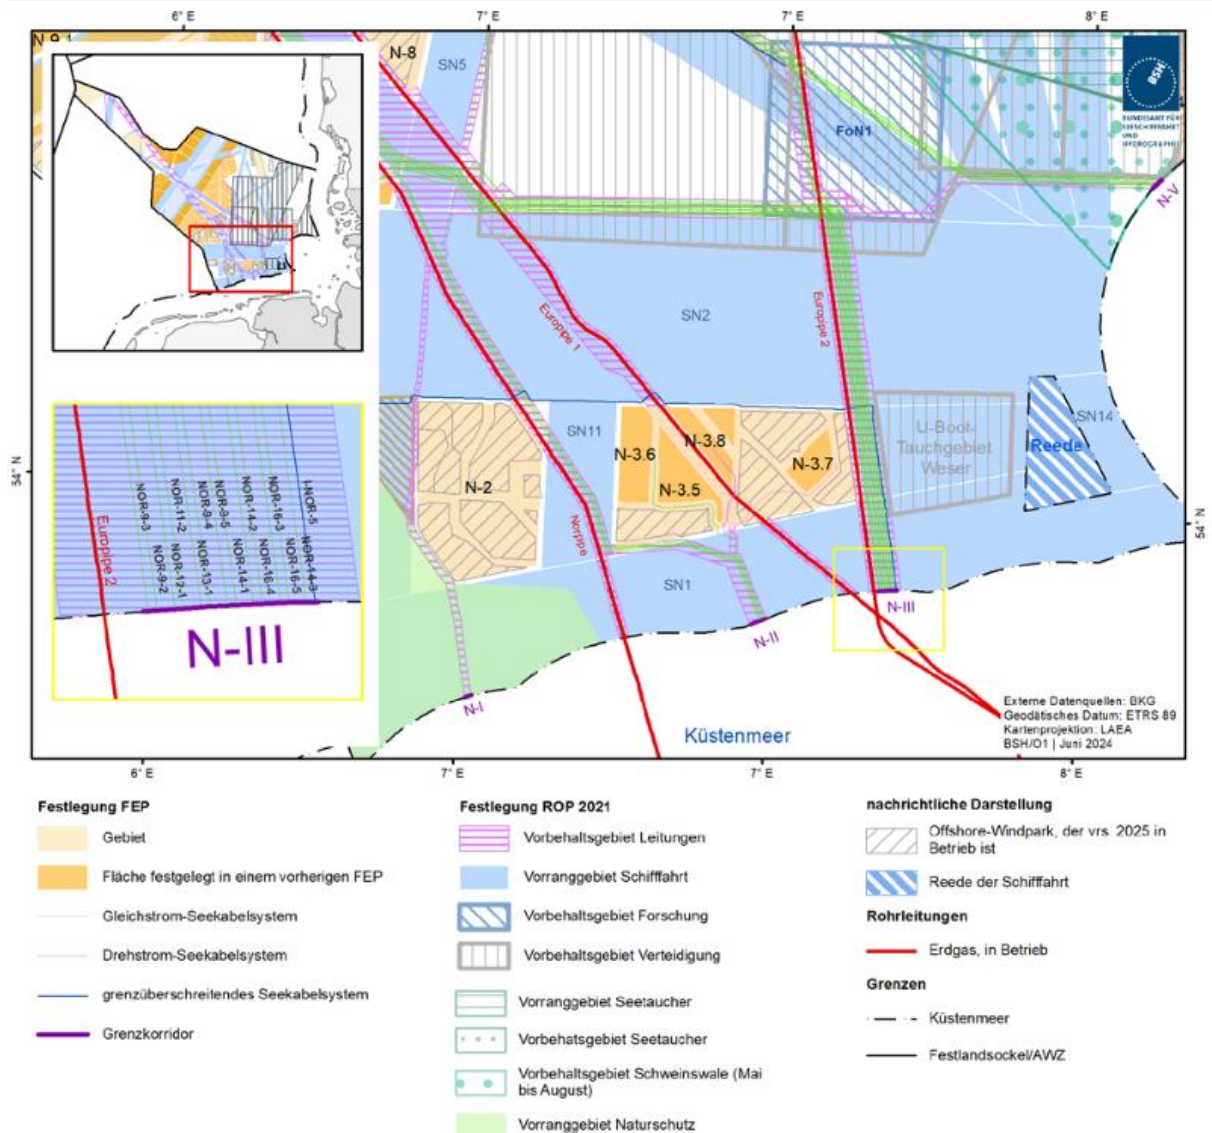 6° E
7° E
7° E
8° E
N-9.1
N-8
SN5
FoN1
BSH
BUNDESAMT FÜR
SEESCHIFFFAHRT
UND
HYDROGRAPHIE
N-V
Europipe 1
SN2
Europipe 2
54° N
SN11
N-3.6
N-3.8
N-3.7
N-3.5
N-2
U-Boot-
Tauchgebiet
Weser
Reede
SN14
54° N
Norpipe
SN1
N-I
N-II
N-III
Küstenmeer
Europipe 2
NOR-9-3
NOR-9-2
NOR-11-2
NOR-12-1
NOR-9-4
NOR-13-1
NOR-9-5
NOR-14-2
NOR-14-1
NOR-16-3
NOR-16-4
NOR-16-5
I-NOR-5
NOR-14-3
N-III
Externe Datenquellen: BKG
Geodätisches Datum: ETRS 89
Kartenprojektion: LAEA
BSH/O1 | Juni 2024
6° E
7° E
7° E
8° E
Festlegung FEP
Gebiet
Fläche festgelegt in einem vorherigen FEP
Gleichstrom-Seekabelsystem
Drehstrom-Seekabelsystem
grenzüberschreitendes Seekabelsystem
Grenzkorridor
Festlegung ROP 2021
Vorbehaltsgebiet Leitungen
Vorranggebiet Schifffahrt
Vorbehaltsgebiet Forschung
Vorbehaltsgebiet Verteidigung
Vorranggebiet Seetaucher
Vorbehatsgebiet Seetaucher
Vorbehaltsgebiet Schweinswale (Mai
bis August)
Vorranggebiet Naturschutz
nachrichtliche Darstellung
Offshore-Windpark, der vrs. 2025 in
Betrieb ist
Reede der Schifffahrt
Rohrleitungen
Erdgas, in Betrieb
Grenzen
Küstenmeer
Festlandsockel/AWZ